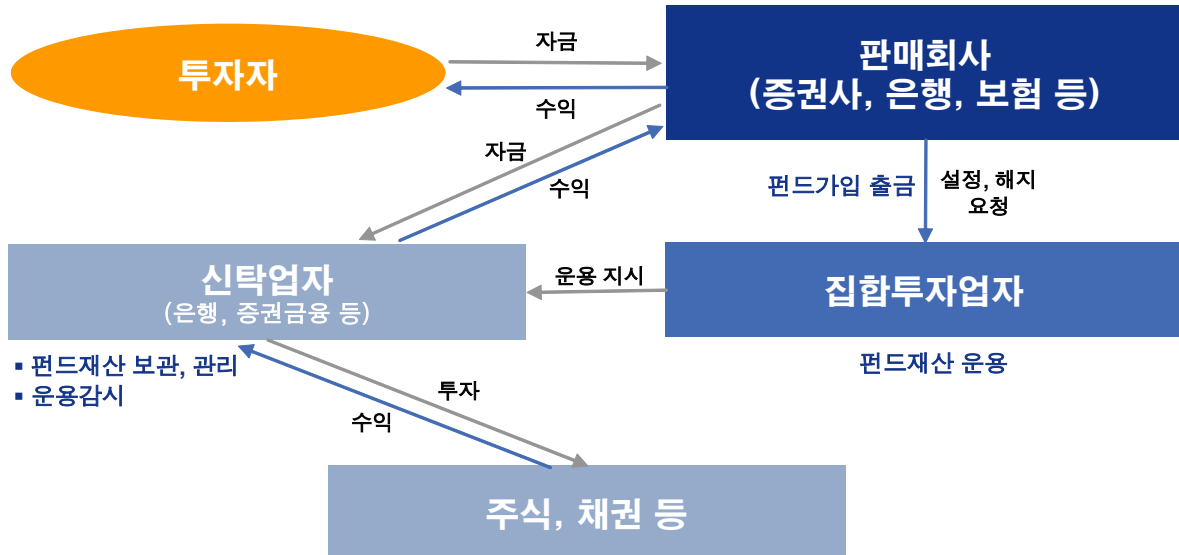 투자자
자금
수익
판매회사
(증권사, 은행, 보험 등)
자금
수익
펀드가입 출금
설정, 해지
요청
신탁업자
(은행, 증권금융 등)
운용 지시
집합투자업자
▪ 펀드재산 보관, 관리
▪ 운용감시
펀드재산 운용
투자
수익
주식, 채권 등